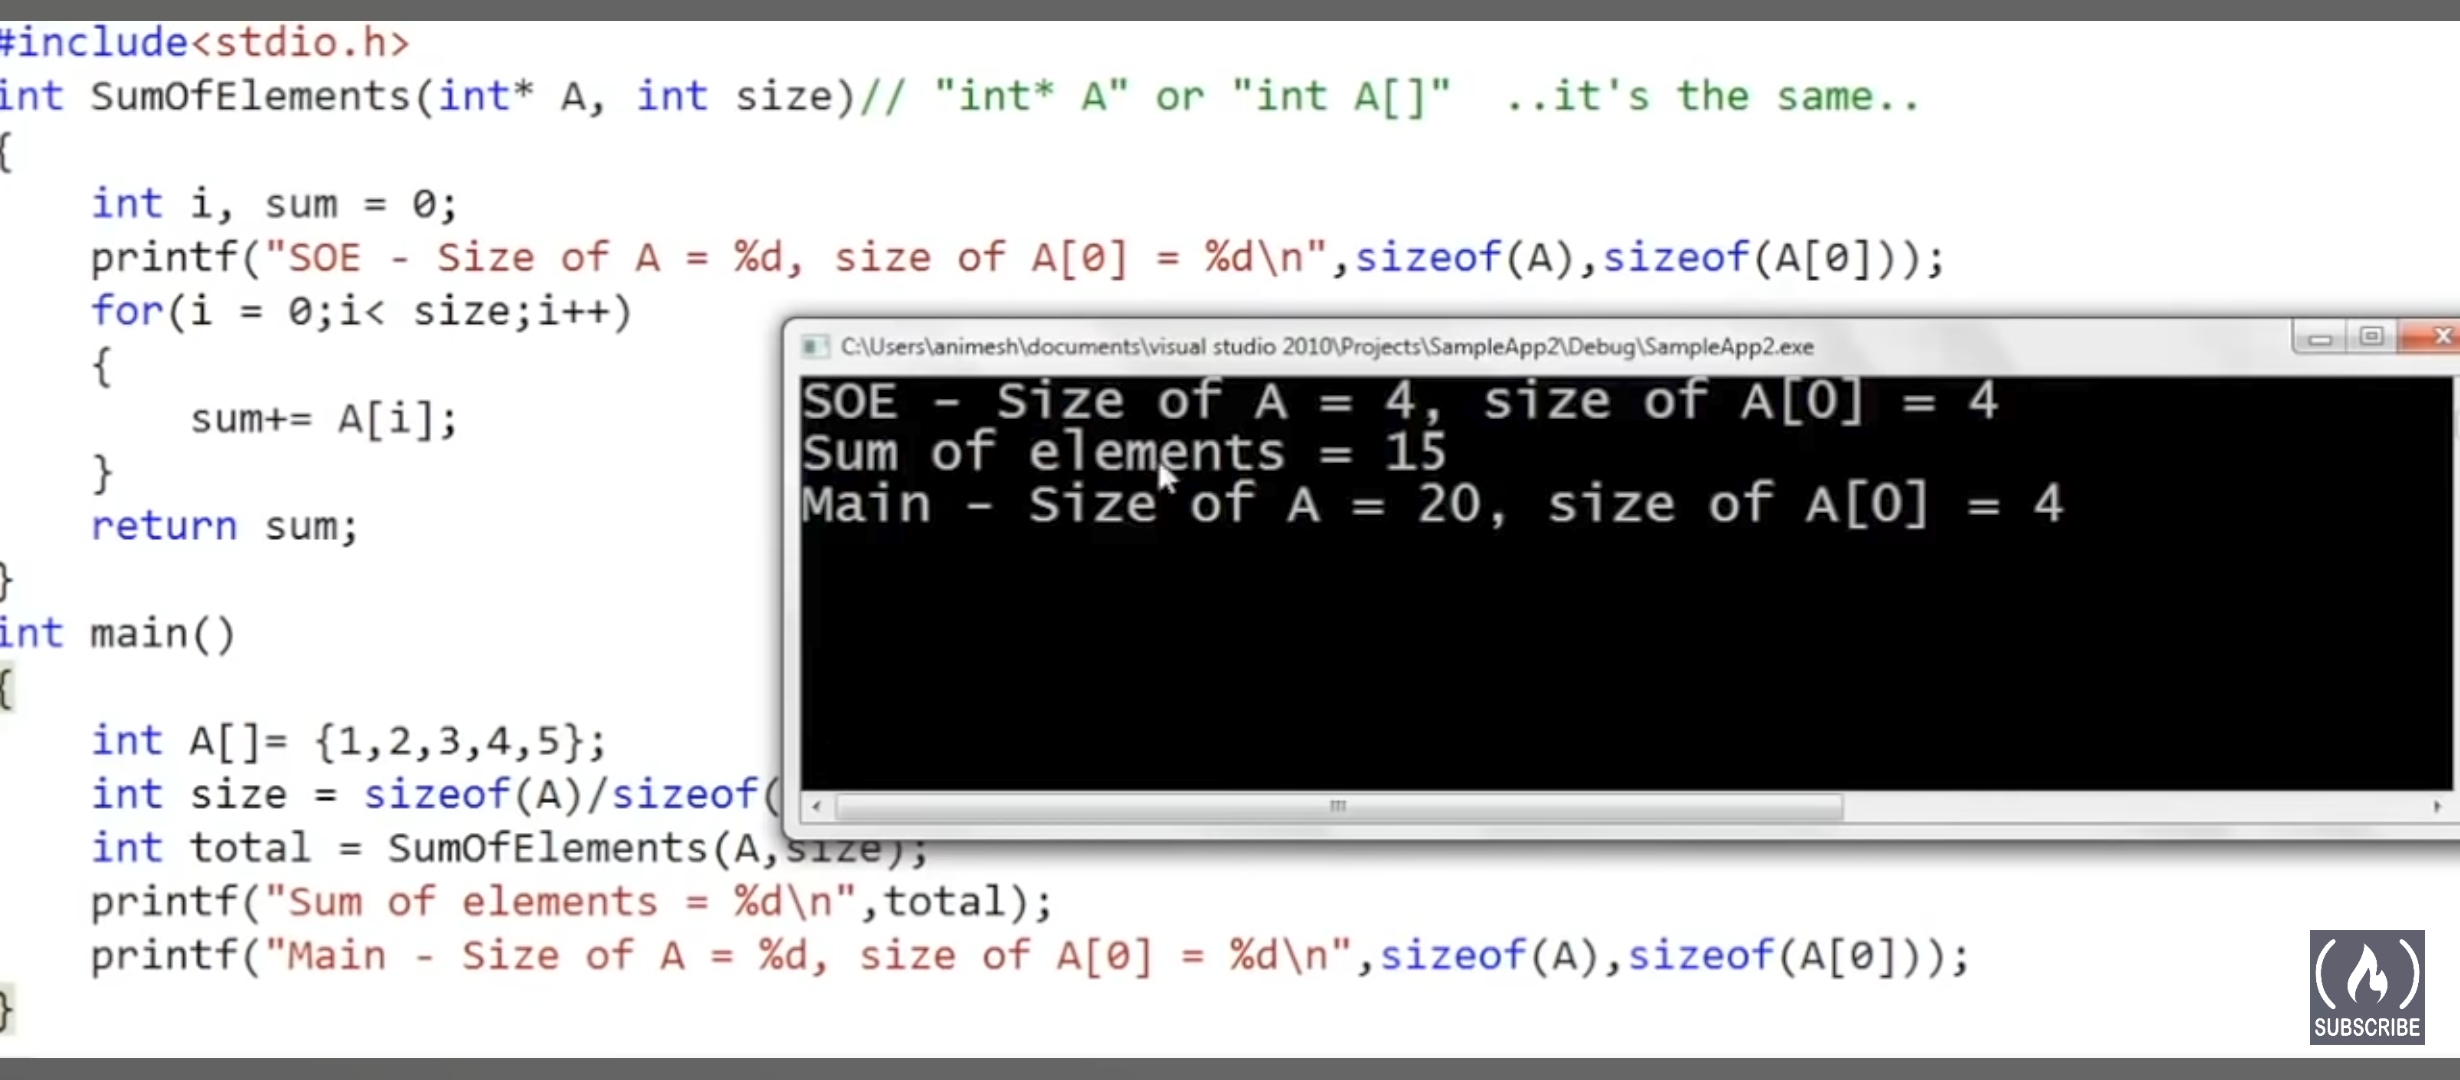 #include<stdio.h>
int SumOfElements(int* A, int size)// "int* A" or "int A[]"  ..it's the same..
{
int i, sum = 0;
printf("SOE - Size of A = %d, size of A[0] = %d\n",sizeof(A),sizeof(A[0]));
for(i = 0;i< size;i++)
{
sum+= A[i];
}
return sum;
}
int main()
{
int A[]= {1,2,3,4,5};
int size = sizeof(A)/sizeof(
int total = SumOfElements(A,size);
printf("Sum of elements = %d\n",total);
printf("Main - Size of A = %d, size of A[0] = %d\n",sizeof(A),sizeof(A[0]));
}
C:\Users\animesh\documents\visual studio 2010\Projects\SampleApp2\Debug\SampleApp2.exe
SOE - Size of A = 4, size of A[0] = 4
Sum of elements = 15
Main - Size of A = 20, size of A[0] = 4
SUBSCRIBE